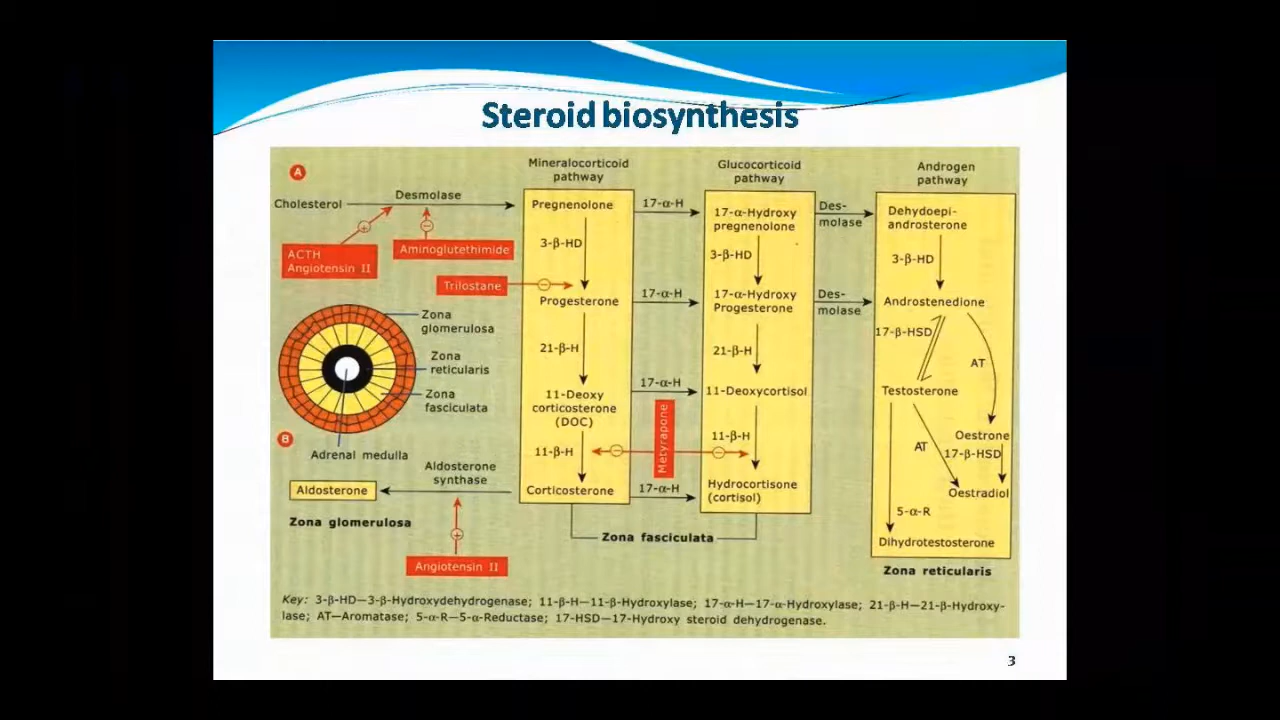 Steroid biosynthesis
A
Mineralocorticoid
pathway
Glucocorticoid
pathway
Androgen
pathway
Cholesterol
Desmolase
ACTH
Angiotensin II
Aminoglutethimide
Trilostane
Pregnenolone
3-β-HD
Progesterone
21-β-H
11-Deoxy
corticosterone
(DOC)
11-β-H
Corticosterone
17-α-H
17-α-H
17-α-H
17-α-H
Metyrapone
17-α-Hydroxy
pregnenolone
3-β-HD
17-α-Hydroxy
Progesterone
21-β-H
11-Deoxycortisol
11-β-H
Hydrocortisone
(cortisol)
Des-
molase
Des-
molase
Dehydoepi-
androsterone
3-β-HD
Androstenedione
17-β-HSD
AT
Testosterone
AT
Oestrone
17-β-HSD
Oestradiol
5-α-R
Dihydrotestosterone
Zona reticularis
Zona
glomerulosa
Zona
reticularis
Zona
fasciculata
B
Adrenal medulla
Aldosterone
synthase
Aldosterone
Zona glomerulosa
Angiotensin II
Zona fasciculata
Key: 3-β-HD—3-β-Hydroxydehydrogenase; 11-β-H—11-β-Hydroxylase; 17-α-H—17-α-Hydroxylase; 21-β-H—21-β-Hydroxy-
lase; AT—Aromatase; 5-α-R—5-α-Reductase; 17-HSD—17-Hydroxy steroid dehydrogenase.
3